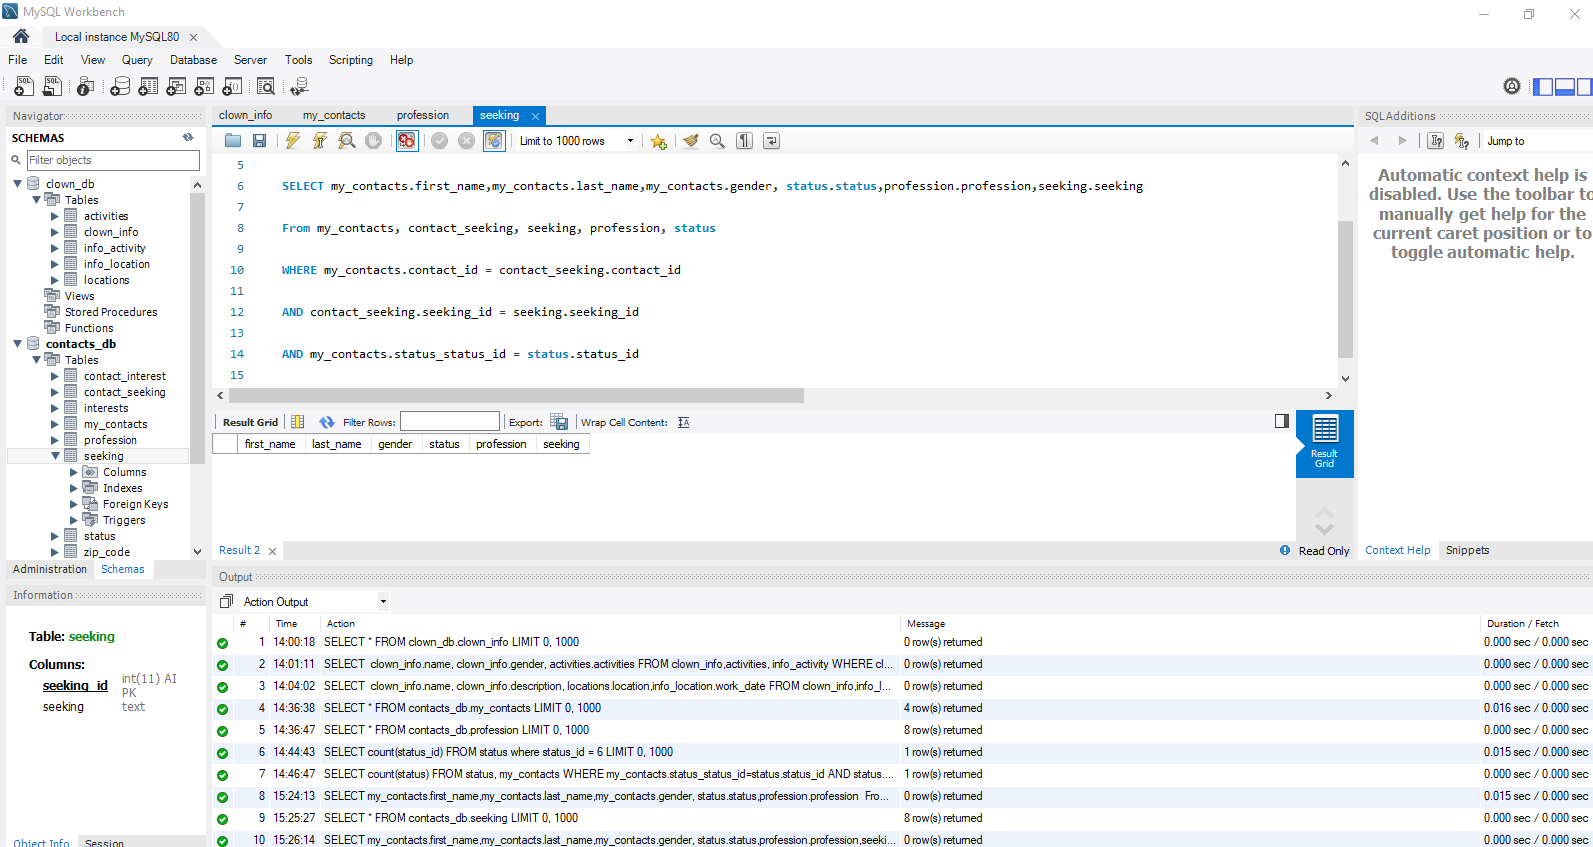 MySQL Workbench
Local instance MySQL80
File Edit View Query Database Server Tools Scripting Help
Navigator
SCHEMAS
Filter objects
clown_db
Tables
activities
clown_info
info_activity
info_location
locations
Views
Stored Procedures
Functions
contacts_db
Tables
contact_interest
contact_seeking
interests
my_contacts
profession
seeking
Columns
Indexes
Foreign Keys
Triggers
status
zip_code
Administration Schemas
Information
Table: seeking
Columns:
seeking_id int(11) AI PK
seeking text
Object Info Session
clown_info my_contacts profession seeking
Limit to 1000 rows
5
6 SELECT my_contacts.first_name,my_contacts.last_name,my_contacts.gender, status.status,profession.profession,seeking.seeking
7
8 From my_contacts, contact_seeking, seeking, profession, status
9
10 WHERE my_contacts.contact_id = contact_seeking.contact_id
11
12 AND contact_seeking.seeking_id = seeking.seeking_id
13
14 AND my_contacts.status_status_id = status.status_id
15
Result Grid Filter Rows: Export: Wrap Cell Content:
first_name last_name gender status profession seeking
Result Grid
Result 2
Read Only
SQLAdditions
Jump to
Automatic context help is
disabled. Use the toolbar to
manually get help for the
current caret position or to
toggle automatic help.
Context Help Snippets
Output
Action Output
# Time Action Message Duration / Fetch
1 14:00:18 SELECT * FROM clown_db.clown_info LIMIT 0, 1000 0 row(s) returned 0.000 sec / 0.000 sec
2 14:01:11 SELECT clown_info.name, clown_info.gender, activities.activities FROM clown_info,activities, info_activity WHERE cl... 0 row(s) returned 0.000 sec / 0.000 sec
3 14:04:02 SELECT clown_info.name, clown_info.description, locations.location,info_location.work_date FROM clown_info,info_l... 0 row(s) returned 0.000 sec / 0.000 sec
4 14:36:38 SELECT * FROM contacts_db.my_contacts LIMIT 0, 1000 4 row(s) returned 0.016 sec / 0.000 sec
5 14:36:47 SELECT * FROM contacts_db.profession LIMIT 0, 1000 8 row(s) returned 0.000 sec / 0.000 sec
6 14:44:43 SELECT count(status_id) FROM status where status_id = 6 LIMIT 0, 1000 1 row(s) returned 0.015 sec / 0.000 sec
7 14:46:47 SELECT count(status) FROM status, my_contacts WHERE my_contacts.status_status_id=status.status_id AND status.... 1 row(s) returned 0.000 sec / 0.000 sec
8 15:24:13 SELECT my_contacts.first_name,my_contacts.last_name,my_contacts.gender, status.status,profession.profession Fro... 0 row(s) returned 0.015 sec / 0.000 sec
9 15:25:27 SELECT * FROM contacts_db.seeking LIMIT 0, 1000 8 row(s) returned 0.000 sec / 0.000 sec
10 15:26:14 SELECT my_contacts.first_name,my_contacts.last_name,my_contacts.gender, status.status,profession.profession,seeki... 0 row(s) returned 0.000 sec / 0.000 sec